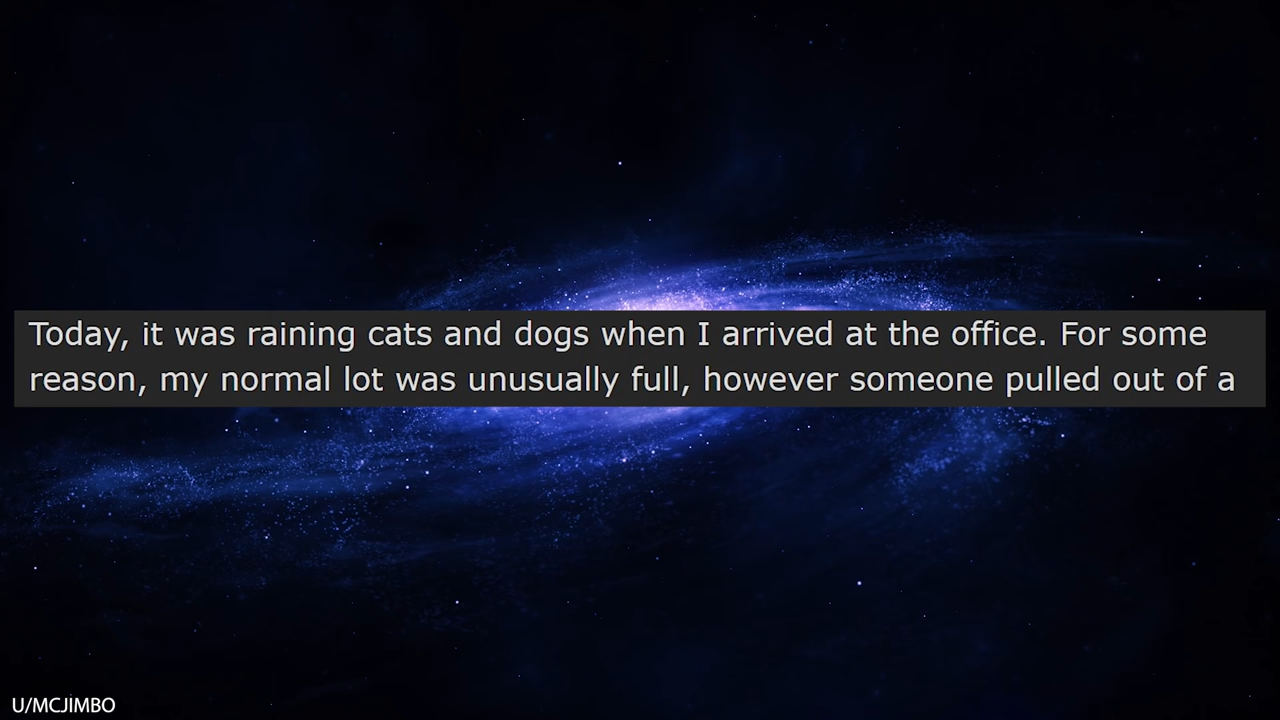 Today, it was raining cats and dogs when I arrived at the office. For some
reason, my normal lot was unusually full, however someone pulled out of a
U/MCJIMBO